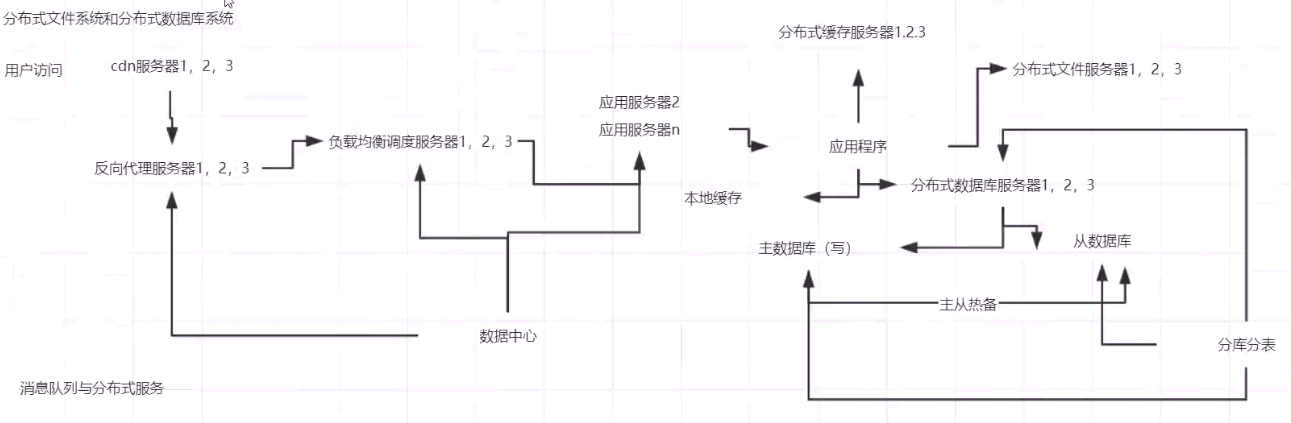 分布式文件系统和分布式数据库系统
分布式缓存服务器1.2.3
用户访问
cdn服务器1，2，3
分布式文件服务器1，2，3
应用服务器2
应用服务器n
负载均衡调度服务器1，2，3
应用程序
反向代理服务器1，2，3
分布式数据库服务器1，2，3
本地缓存
主数据库（写）
从数据库
主从热备
数据中心
分库分表
消息队列与分布式服务